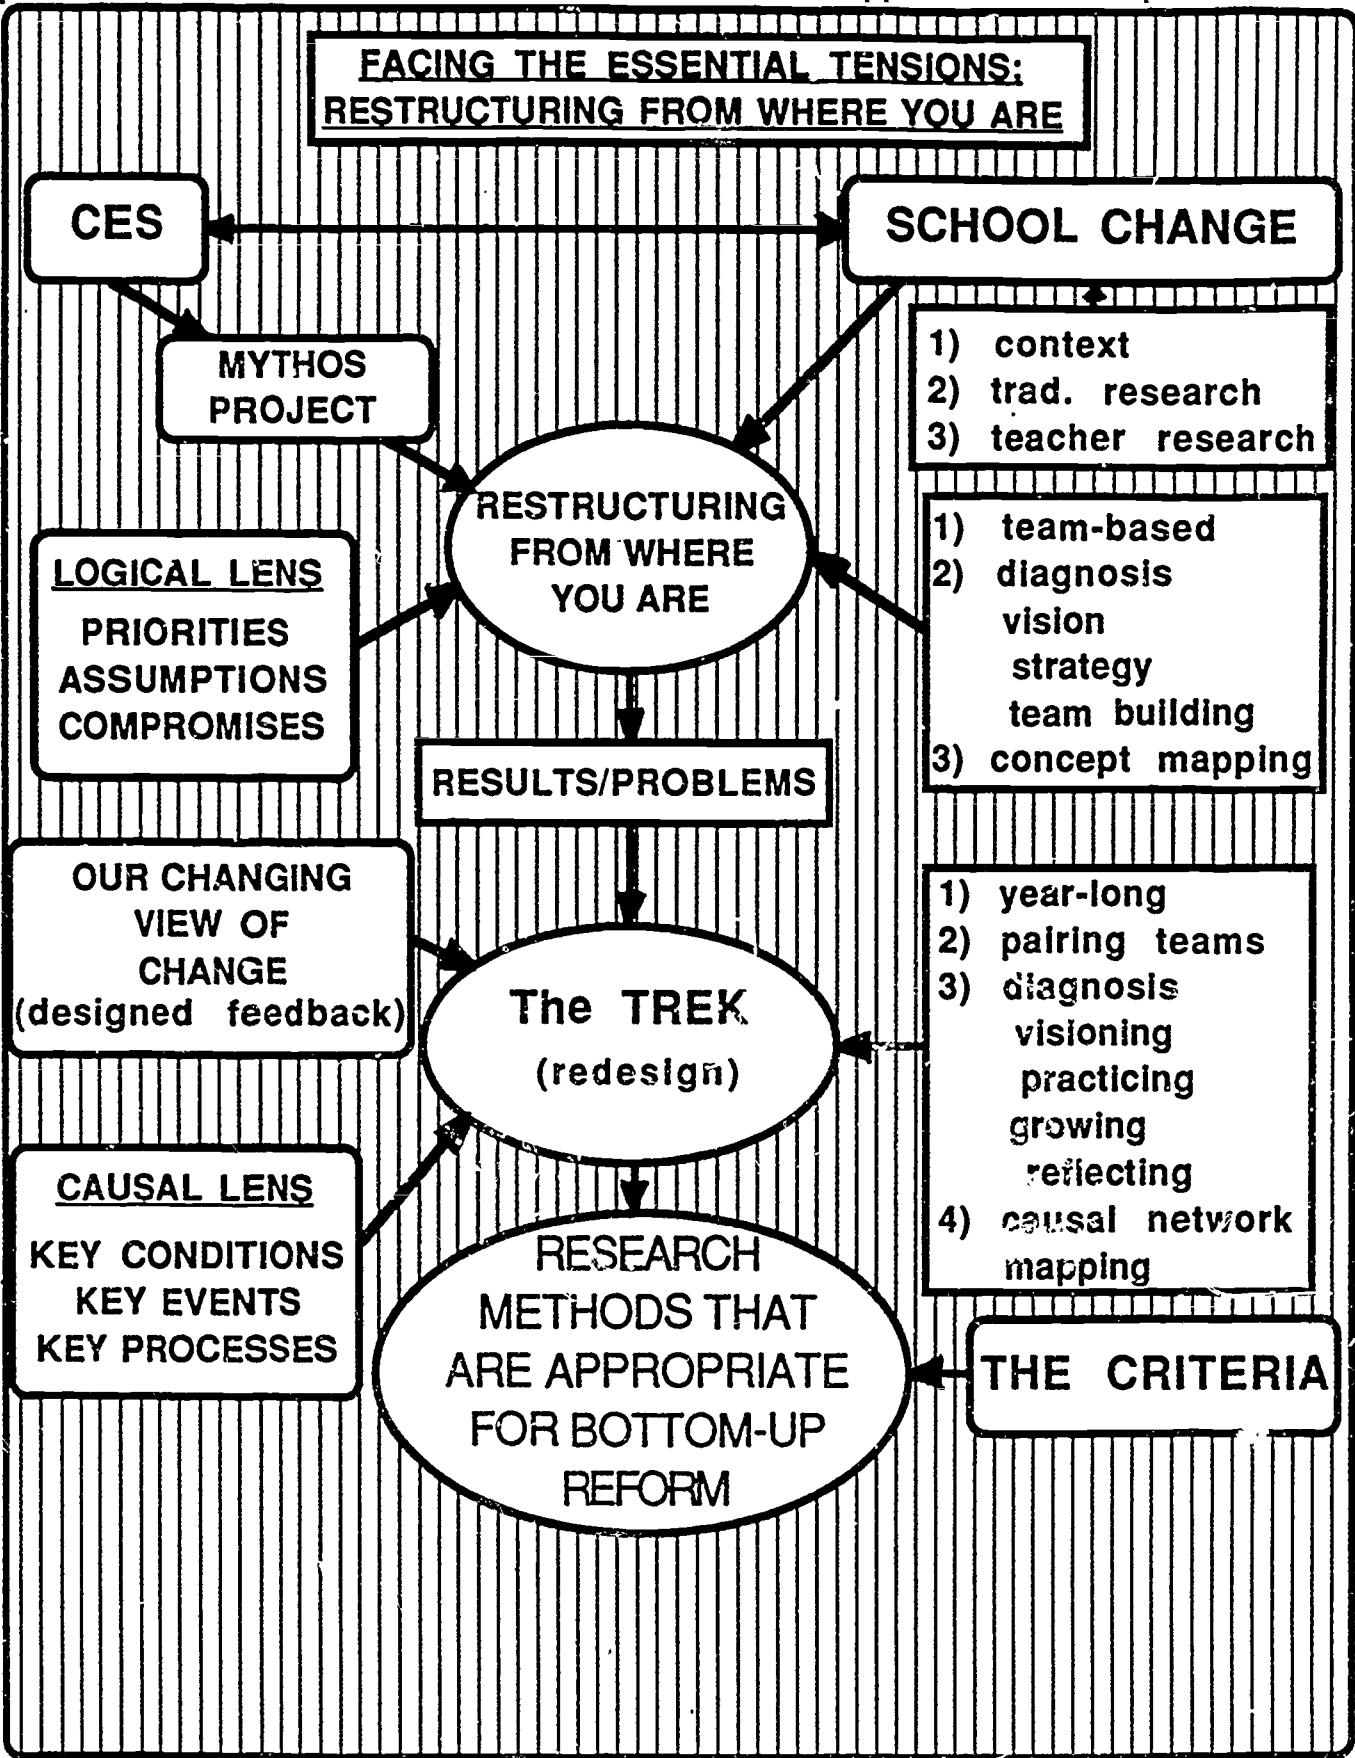 FACING THE ESSENTIAL TENSIONS:
RESTRUCTURING FROM WHERE YOU ARE
CES
SCHOOL CHANGE
MYTHOS
PROJECT
1) context
2) trad. research
3) teacher research
RESTRUCTURING
FROM WHERE
YOU ARE
LOGICAL LENS
PRIORITIES
ASSUMPTIONS
COMPROMISES
1) team-based
2) diagnosis
vision
strategy
team building
3) concept mapping
RESULTS/PROBLEMS
OUR CHANGING
VIEW OF
CHANGE
(designed feedback)
The TREK
(redesign)
1) year-long
2) pairing teams
3) diagnosis
visioning
practicing
growing
reflecting
4) causal network
mapping
CAUSAL LENS
KEY CONDITIONS
KEY EVENTS
KEY PROCESSES
RESEARCH
METHODS THAT
ARE APPROPRIATE
FOR BOTTOM-UP
REFORM
THE CRITERIA